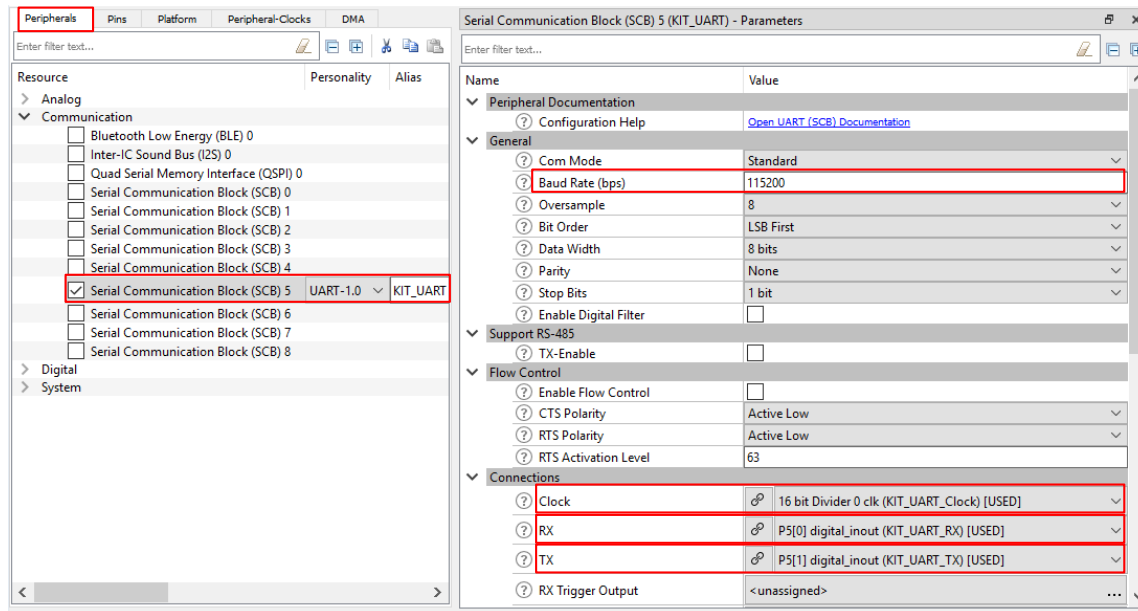 Peripherals Pins Platform Peripheral-Clocks DMA
Enter filter text...
Resource Personality Alias
Analog
Communication
Bluetooth Low Energy (BLE) 0
Inter-IC Sound Bus (I2S) 0
Quad Serial Memory Interface (QSPI) 0
Serial Communication Block (SCB) 0
Serial Communication Block (SCB) 1
Serial Communication Block (SCB) 2
Serial Communication Block (SCB) 3
Serial Communication Block (SCB) 4
Serial Communication Block (SCB) 5 UART-1.0 KIT_UART
Serial Communication Block (SCB) 6
Serial Communication Block (SCB) 7
Serial Communication Block (SCB) 8
Digital
System
Serial Communication Block (SCB) 5 (KIT_UART) - Parameters
Enter filter text...
Name Value
Peripheral Documentation
? Configuration Help Open UART (SCB) Documentation
General
? Com Mode Standard
? Baud Rate (bps) 115200
? Oversample 8
? Bit Order LSB First
? Data Width 8 bits
? Parity None
? Stop Bits 1 bit
? Enable Digital Filter
Support RS-485
? TX-Enable
Flow Control
? Enable Flow Control
? CTS Polarity Active Low
? RTS Polarity Active Low
? RTS Activation Level 63
Connections
? Clock 16 bit Divider 0 clk (KIT_UART_Clock) [USED]
? RX P5[0] digital_inout (KIT_UART_RX) [USED]
? TX P5[1] digital_inout (KIT_UART_TX) [USED]
? RX Trigger Output <unassigned> ...